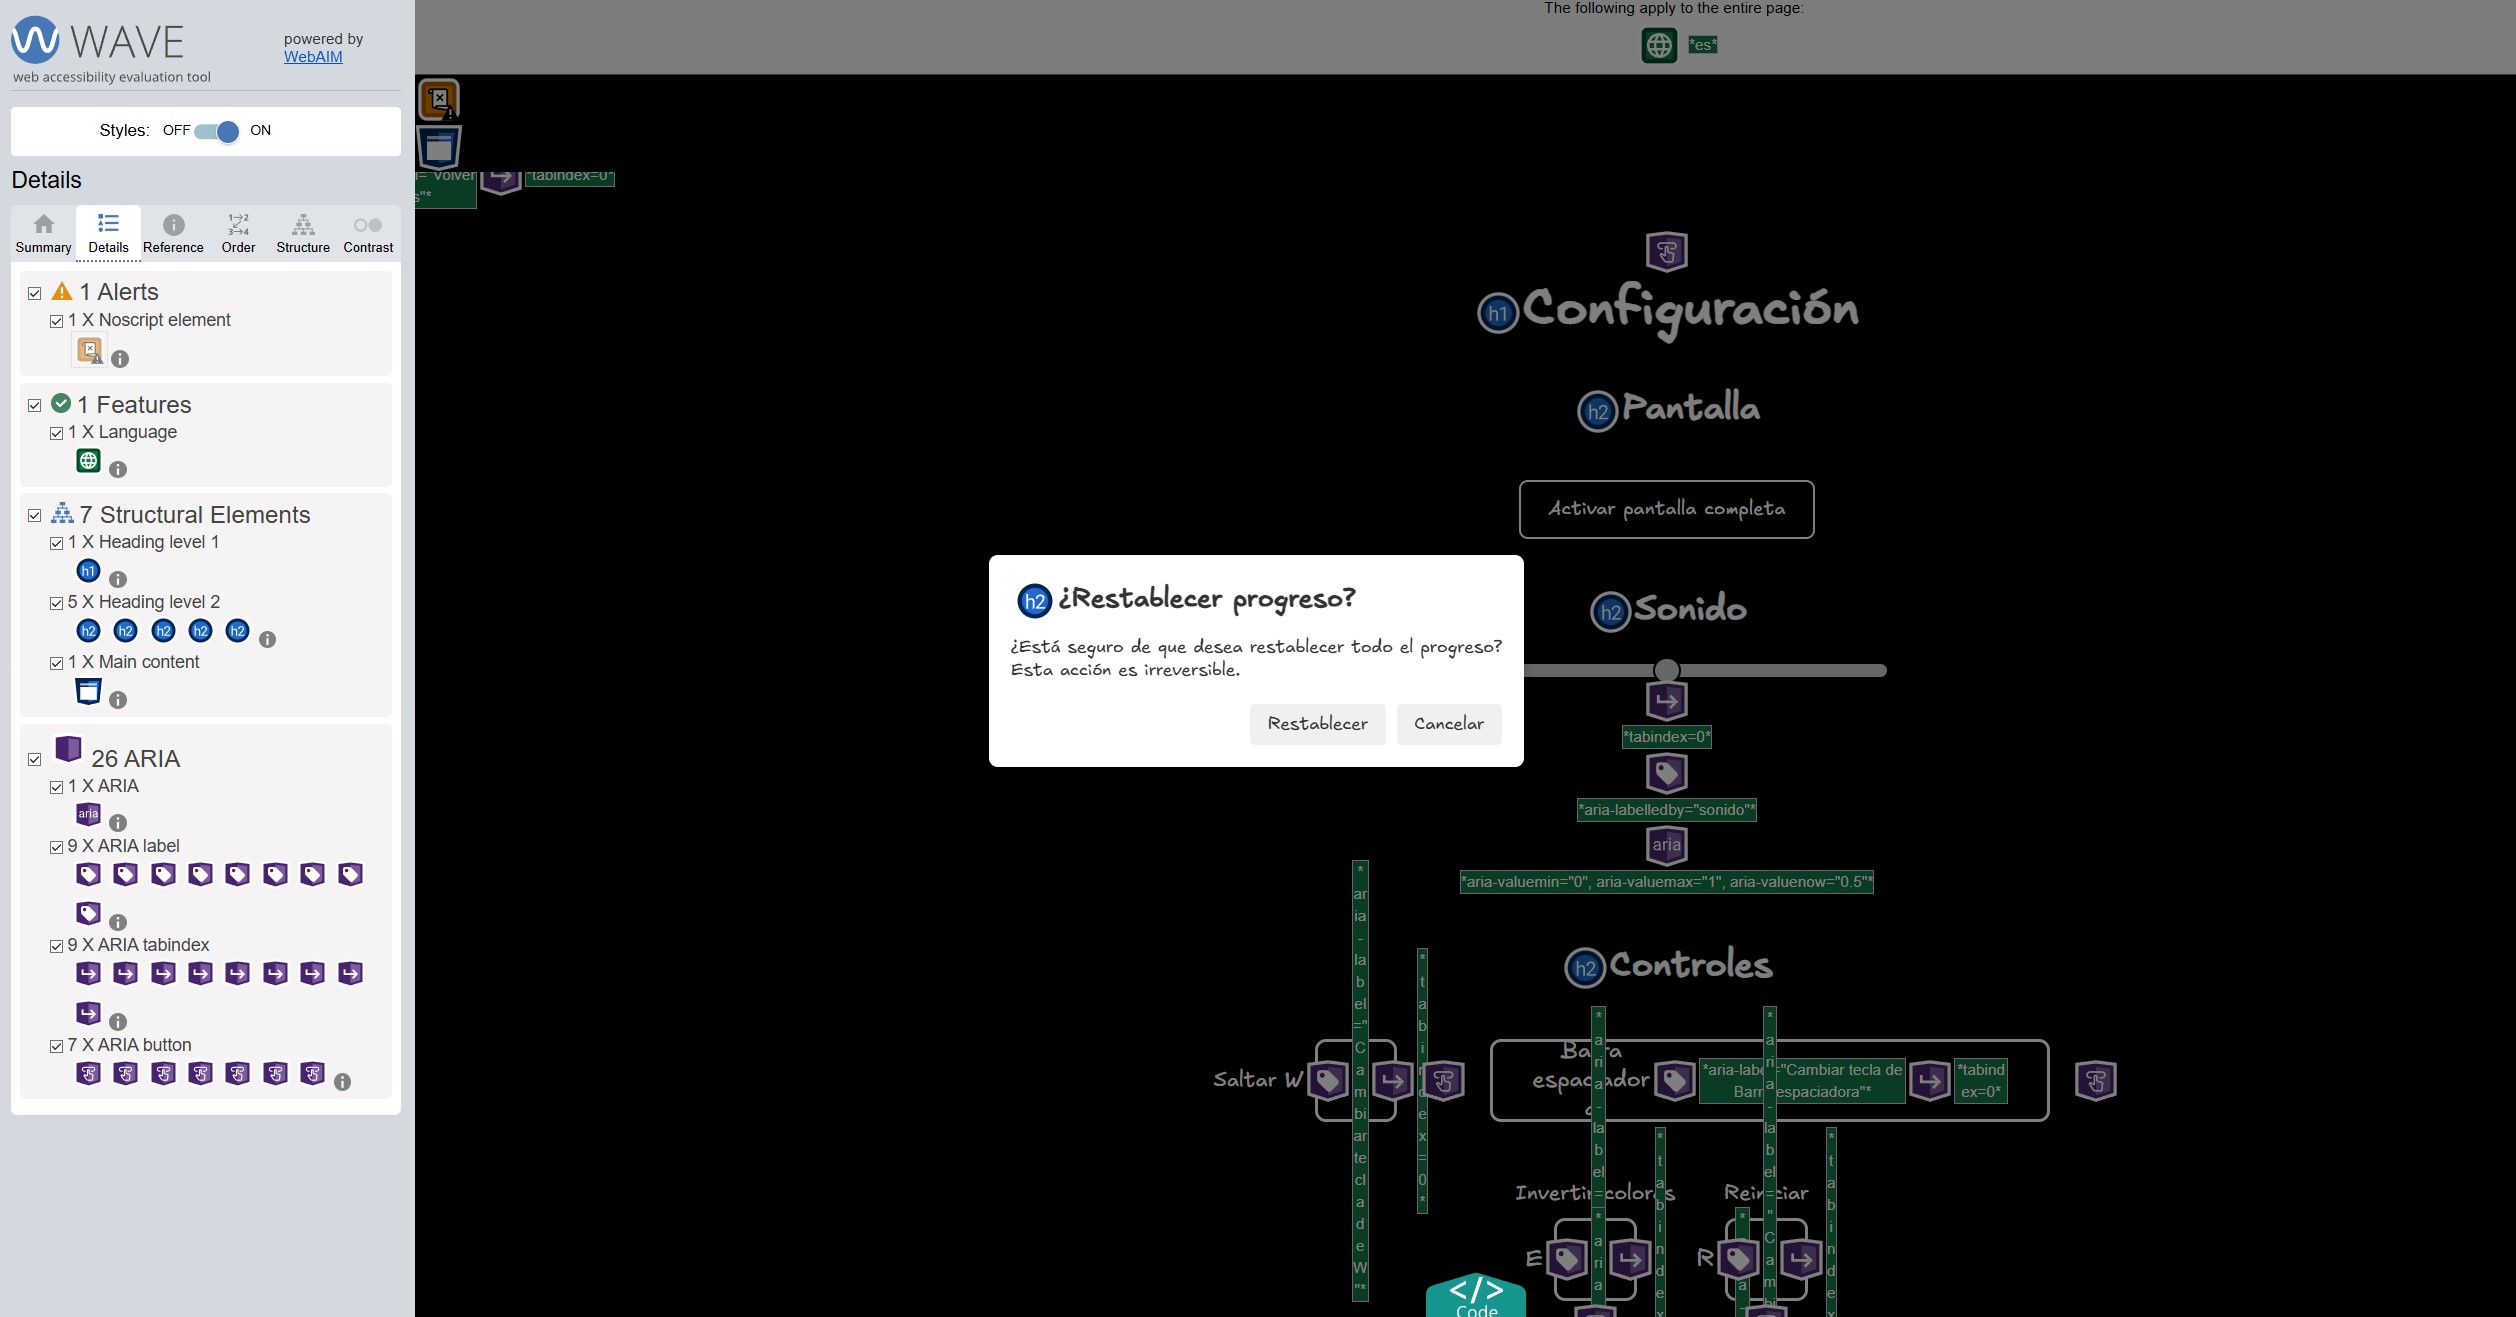 WAVE
web accessibility evaluation tool
powered by
WebAIM
Styles: OFF ON
Details
Summary Details Reference Order Structure Contrast
1 Alerts
1 X Noscript element
1 Features
1 X Language
7 Structural Elements
1 X Heading level 1
h1
5 X Heading level 2
h2 h2 h2 h2 h2
1 X Main content
26 ARIA
1 X ARIA
aria
9 X ARIA label
9 X ARIA tabindex
7 X ARIA button
The following apply to the entire page:
*es*
="Volver *tabindex=0*
s"*
h1 Configuración
h2 Pantalla
Activar pantalla completa
h2 Sonido
h2 ¿Restablecer progreso?
¿Está seguro de que desea restablecer todo el progreso?
Esta acción es irreversible.
Restablecer Cancelar
*tabindex=0*
*aria-labelledby="sonido"*
aria
*aria-valuemin="0", aria-valuemax="1", aria-valuenow="0.5"*
h2 Controles
Saltar W
*aria-label="Cambiar tecla de W"*
*tabindex=0*
Barra
espaciadora
*aria-label="Cambiar tecla de
Barra espaciadora"*
*tabind
ex=0*
Invertir colores Reiniciar
E R
</>
Code